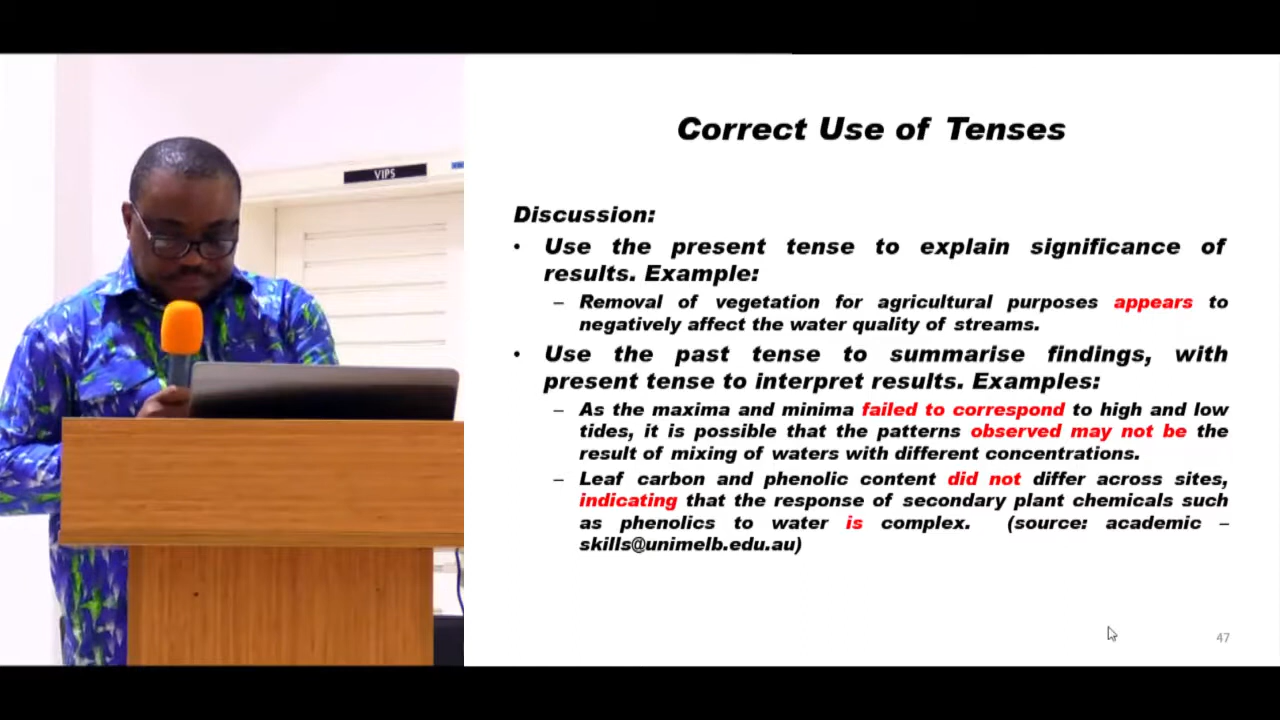 VIPS
Correct Use of Tenses
Discussion:
• Use the present tense to explain significance of
results. Example:
– Removal of vegetation for agricultural purposes appears to
negatively affect the water quality of streams.
• Use the past tense to summarise findings, with
present tense to interpret results. Examples:
– As the maxima and minima failed to correspond to high and low
tides, it is possible that the patterns observed may not be the
result of mixing of waters with different concentrations.
– Leaf carbon and phenolic content did not differ across sites,
indicating that the response of secondary plant chemicals such
as phenolics to water is complex. (source: academic –
skills@unimelb.edu.au)
47